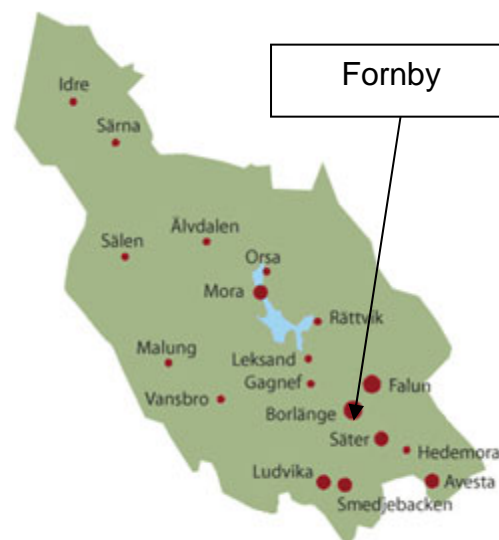 Fornby
Idre
Särna
Älvdalen
Sälen
Orsa
Mora
Rättvik
Malung
Leksand
Gagnef
Vansbro
Falun
Borlänge
Säter
Hedemora
Ludvika
Avesta
Smedjebacken